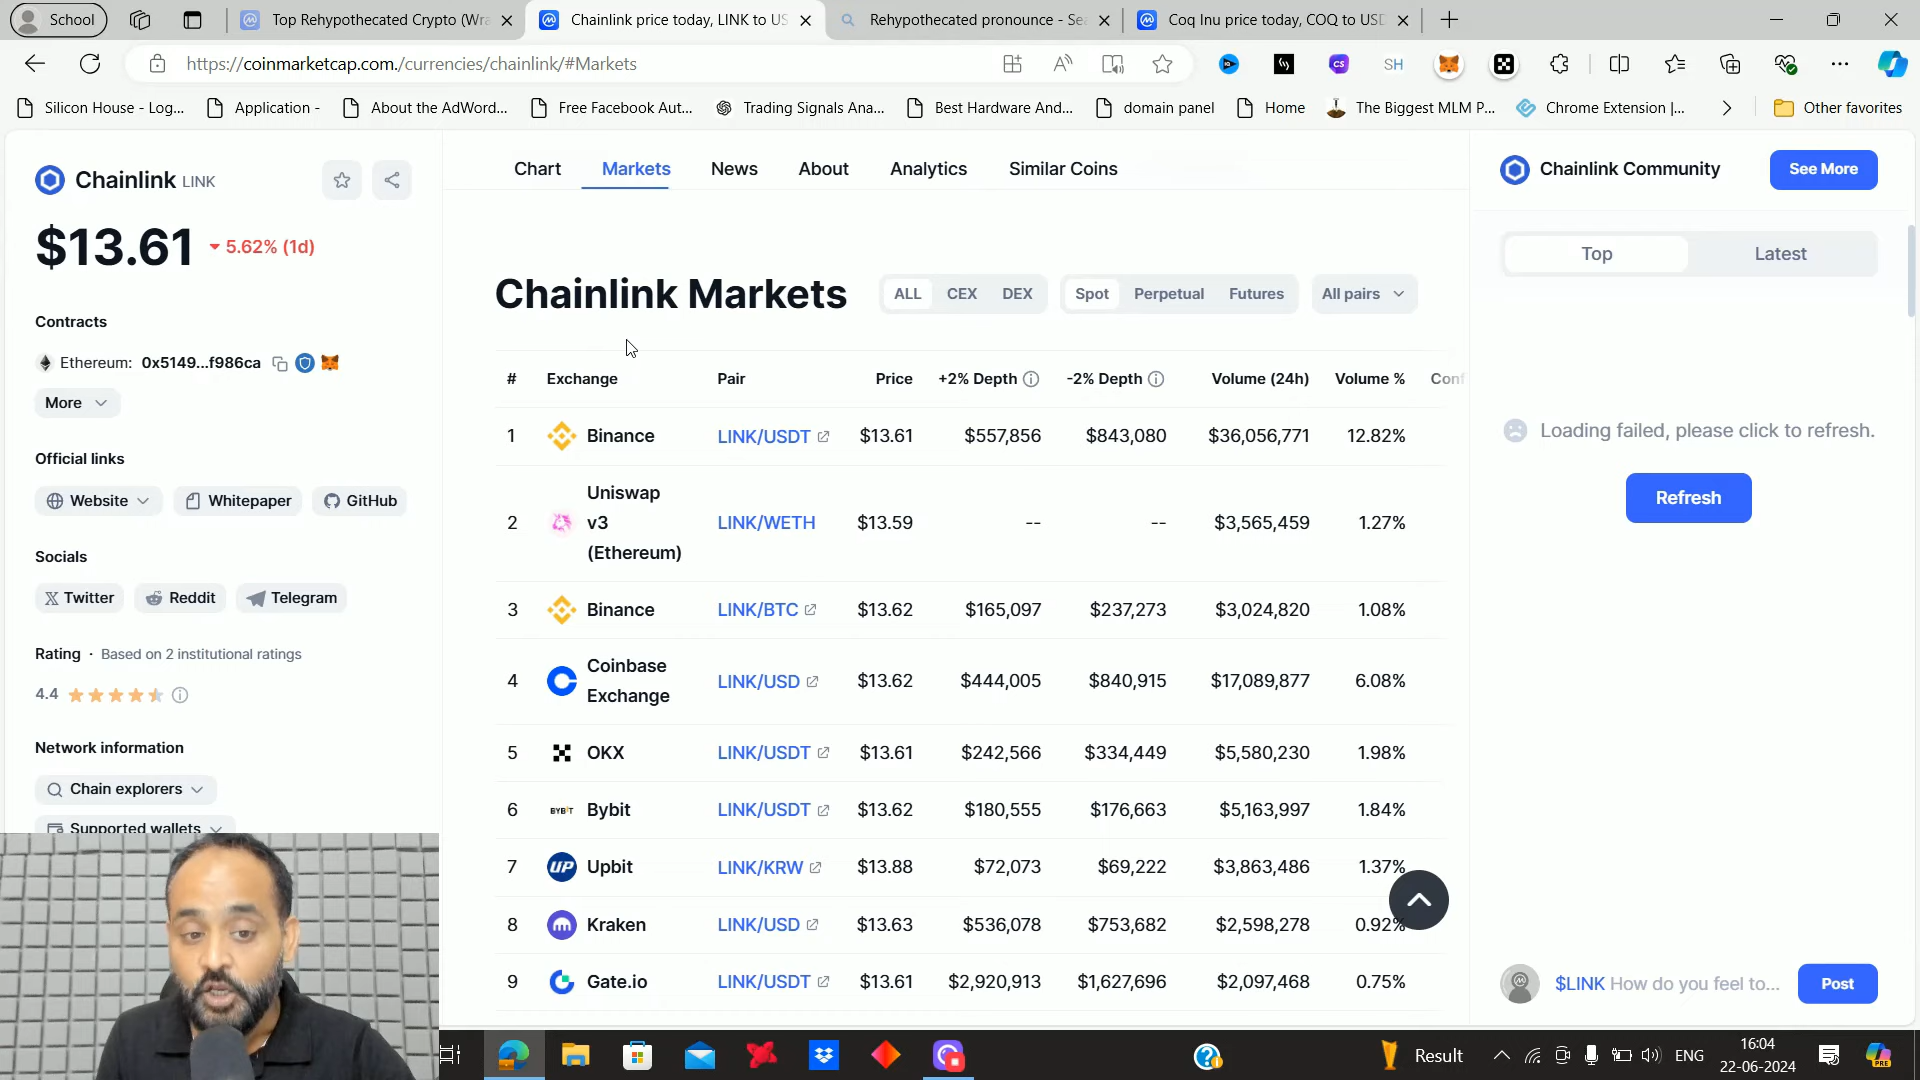 School
Top Rehypothecated Crypto (Wra
Chainlink price today, LINK to US
Rehypothecated pronounce - Sea
Coq Inu price today, COQ to USD
https://coinmarketcap.com./currencies/chainlink/#Markets
Silicon House - Log...
Application -
About the AdWord...
Free Facebook Aut...
Trading Signals Ana...
Best Hardware And...
domain panel
Home
The Biggest MLM P...
Chrome Extension |...
Other favorites
Chainlink LINK
$13.61 5.62% (1d)
Contracts
Ethereum: 0x5149...f986ca
More
Official links
Website Whitepaper GitHub
Socials
Twitter Reddit Telegram
Rating · Based on 2 institutional ratings
4.4
Network information
Chain explorers
Supported wallets
Chart Markets News About Analytics Similar Coins
Chainlink Markets ALL CEX DEX Spot Perpetual Futures All pairs
# Exchange Pair Price +2% Depth -2% Depth Volume (24h) Volume % Conf
1 Binance LINK/USDT $13.61 $557,856 $843,080 $36,056,771 12.82%
Uniswap
2 v3 LINK/WETH $13.59 -- -- $3,565,459 1.27%
(Ethereum)
3 Binance LINK/BTC $13.62 $165,097 $237,273 $3,024,820 1.08%
Coinbase
4 LINK/USD $13.62 $444,005 $840,915 $17,089,877 6.08%
Exchange
5 OKX LINK/USDT $13.61 $242,566 $334,449 $5,580,230 1.98%
6 BYBIT Bybit LINK/USDT $13.62 $180,555 $176,663 $5,163,997 1.84%
7 UP Upbit LINK/KRW $13.88 $72,073 $69,222 $3,863,486 1.37%
8 Kraken LINK/USD $13.63 $536,078 $753,682 $2,598,278 0.92%
9 Gate.io LINK/USDT $13.61 $2,920,913 $1,627,696 $2,097,468 0.75%
Chainlink Community See More
Top Latest
Loading failed, please click to refresh.
Refresh
$LINK How do you feel to... Post
Result
ENG
16:04
22-06-2024
CS
SH
PRE